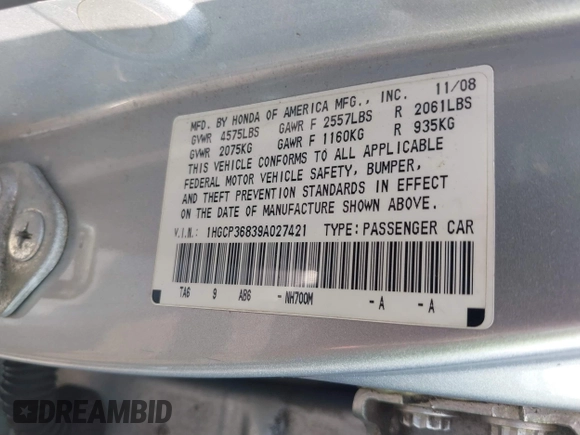 MFD. BY HONDA OF AMERICA MFG., INC. 11/08
GVWR 4575LBS GAWR F 2557LBS R 2061LBS
GVWR 2075KG GAWR F 1160KG R 935KG
THIS VEHICLE CONFORMS TO ALL APPLICABLE
FEDERAL MOTOR VEHICLE SAFETY, BUMPER,
AND THEFT PREVENTION STANDARDS IN EFFECT
ON THE DATE OF MANUFACTURE SHOWN ABOVE.
V.I.N.: 1HGCP36839A027421 TYPE: PASSENGER CAR
TA6 9 AB6 - NH700M - A - A
DREAMBID